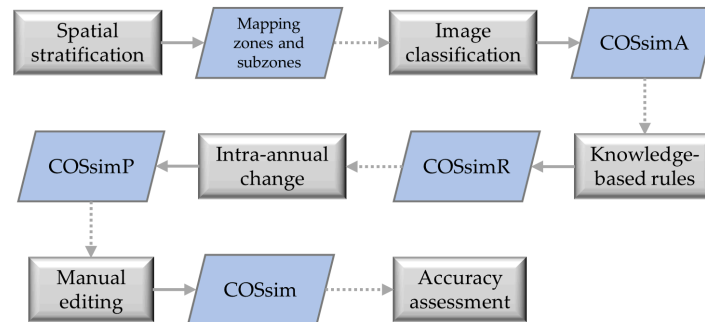 Spatial
stratification
Mapping
zones and
subzones
Image
classification
COSsimA
COSsimP
Intra-annual
change
COSsimR
Knowledge-
based rules
Manual
editing
COSsim
Accuracy
assessment